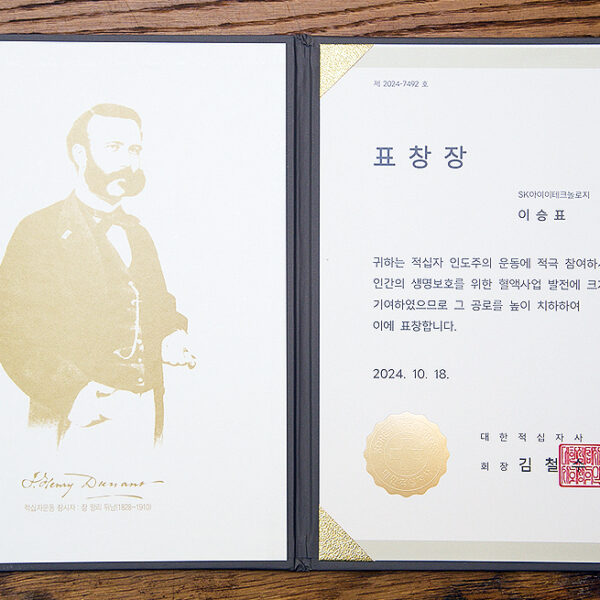 J. Henry Dunant
적십자운동 창시자 : 장 앙리 뒤낭(1828~1910)
제 2024-7492 호
표 창 장
SK아이이테크놀로지
이 승 표
귀하는 적십자 인도주의 운동에 적극 참여하
인간의 생명보호를 위한 혈액사업 발전에 크
기여하였으므로 그 공로를 높이 치하하여
이에 표창합니다.
2024. 10. 18.
대 한 적 십 자 사
회 장 김 철